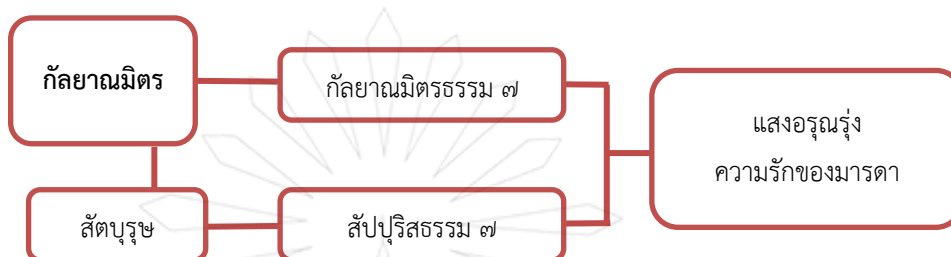 กัลยาณมิตร
กัลยาณมิตรธรรม ๗
แสงอรุณรุ่ง
ความรักของมารดา
สัตบุรุษ
สัปปุริสธรรม ๗